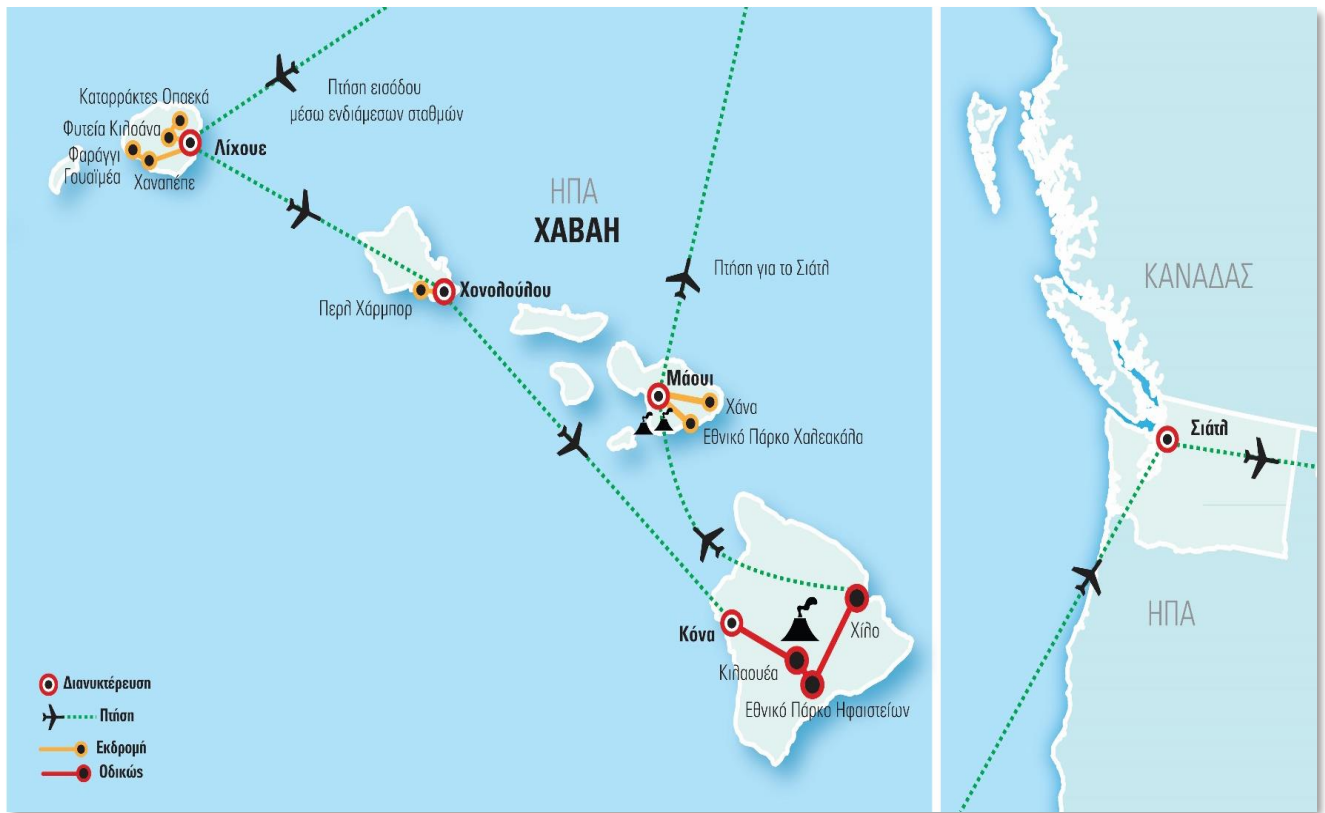 Πτήση εισόδου
μέσω ενδιάμεσων σταθμών
Καταρράκτες Οπαεκά
Φυτεία Κιλοάνα
Φαράγγι
Γουαϊμέα
Χαναπέπε
Λίχουε
ΗΠΑ
ΧΑΒΑΗ
Χονολούλου
Περλ Χάρμπορ
Πτήση για το Σιάτλ
Μάουι
Χάνα
Εθνικό Πάρκο Χαλεακάλα
Κόνα
Χίλο
Κιλαουέα
Εθνικό Πάρκο Ηφαιστείων
Διανυκτέρευση
Πτήση
Εκδρομή
Οδικώς
ΚΑΝΑΔΑΣ
Σιάτλ
ΗΠΑ